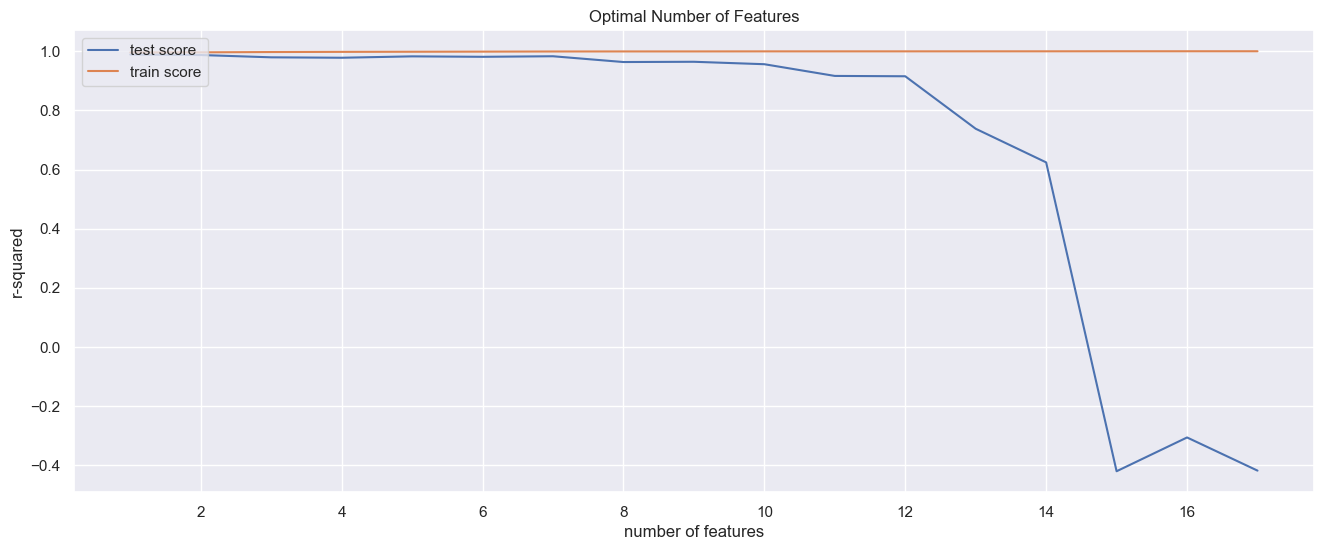 Optimal Number of Features
test score
train score
1.0
0.8
0.6
0.4
0.2
0.0
−0.2
−0.4
r-squared
2 4 6 8 10 12 14 16
number of features